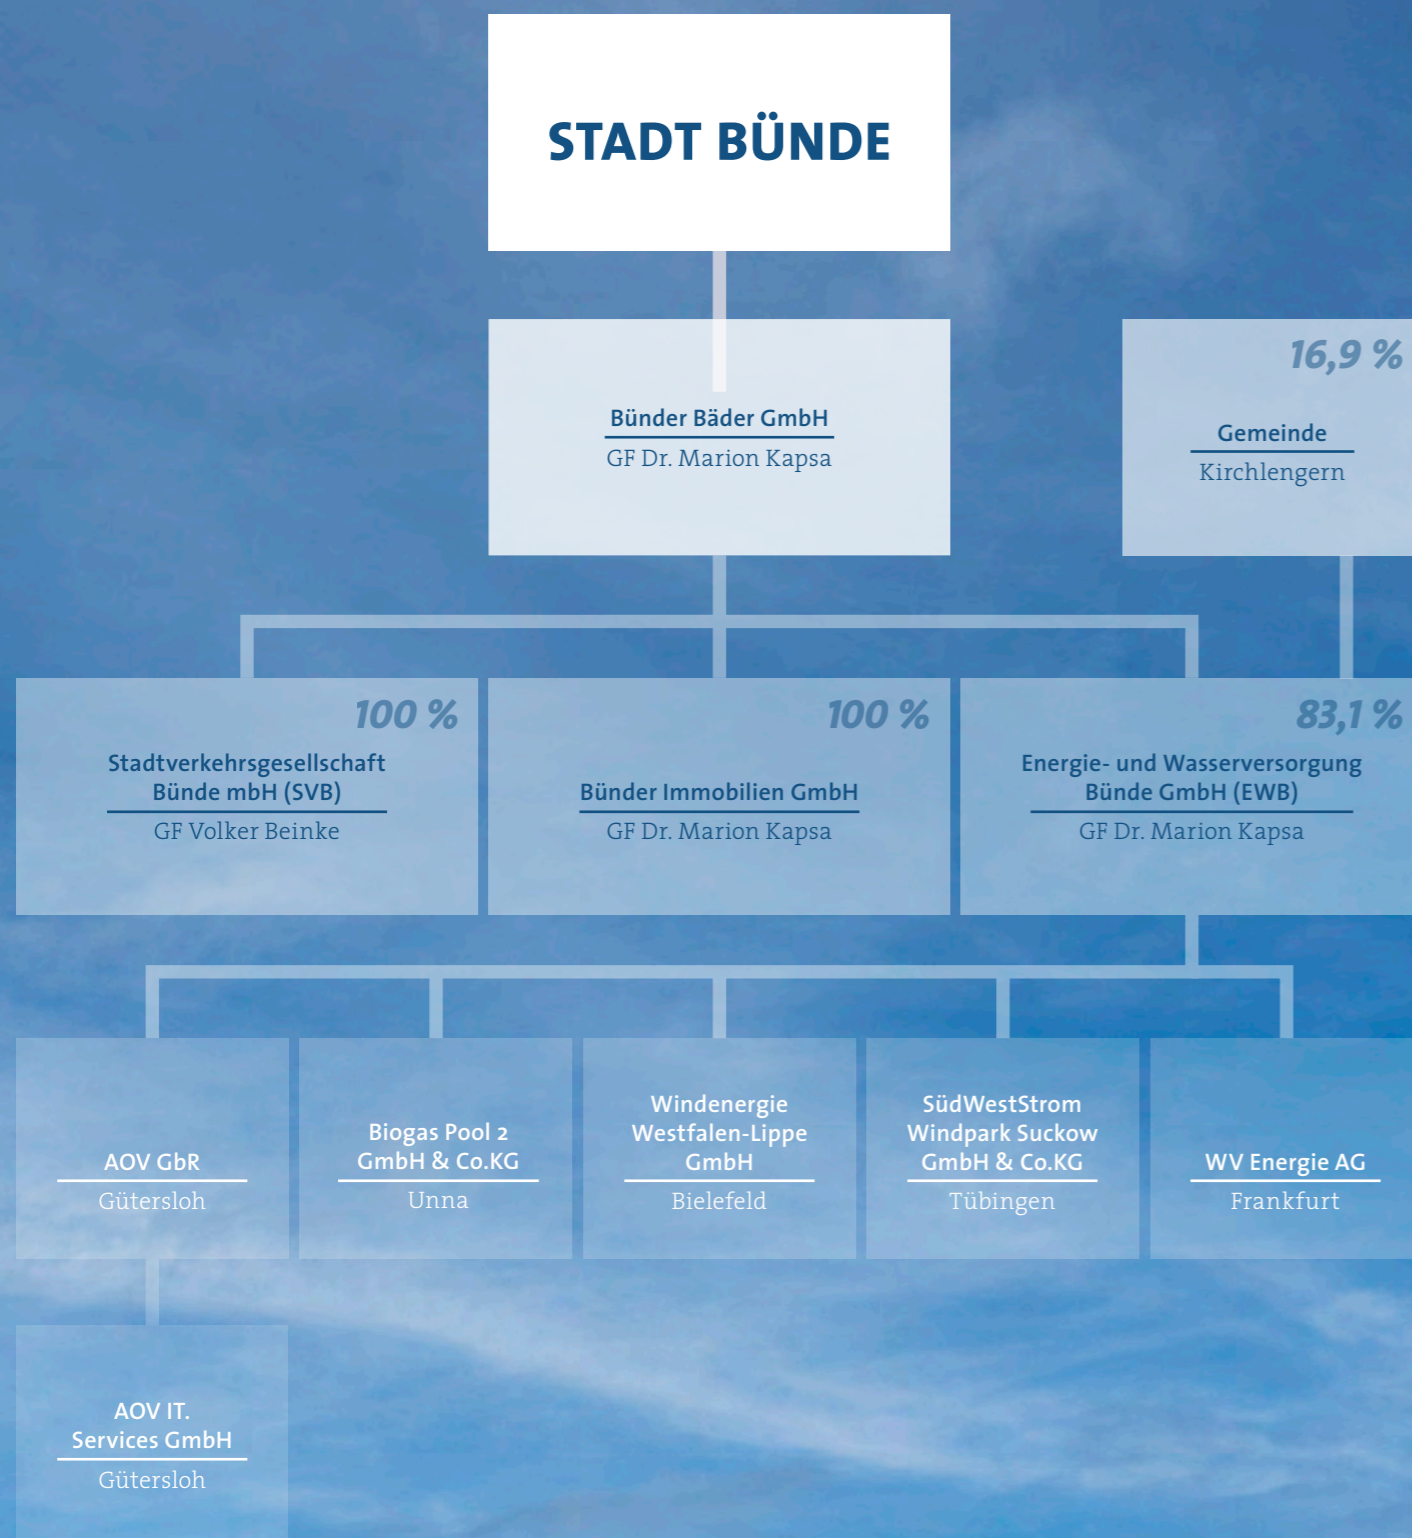 STADT BÜNDE
Bünder Bäder GmbH
GF Dr. Marion Kapsa
16,9 %
Gemeinde
Kirchlengern
100 %
Stadtverkehrsgesellschaft
Bünde mbH (SVB)
GF Volker Beinke
100 %
Bünder Immobilien GmbH
GF Dr. Marion Kapsa
83,1 %
Energie- und Wasserversorgung
Bünde GmbH (EWB)
GF Dr. Marion Kapsa
AOV GbR
Gütersloh
Biogas Pool 2
GmbH & Co.KG
Unna
Windenergie
Westfalen-Lippe
GmbH
Bielefeld
SüdWestStrom
Windpark Suckow
GmbH & Co.KG
Tübingen
WV Energie AG
Frankfurt
AOV IT.
Services GmbH
Gütersloh